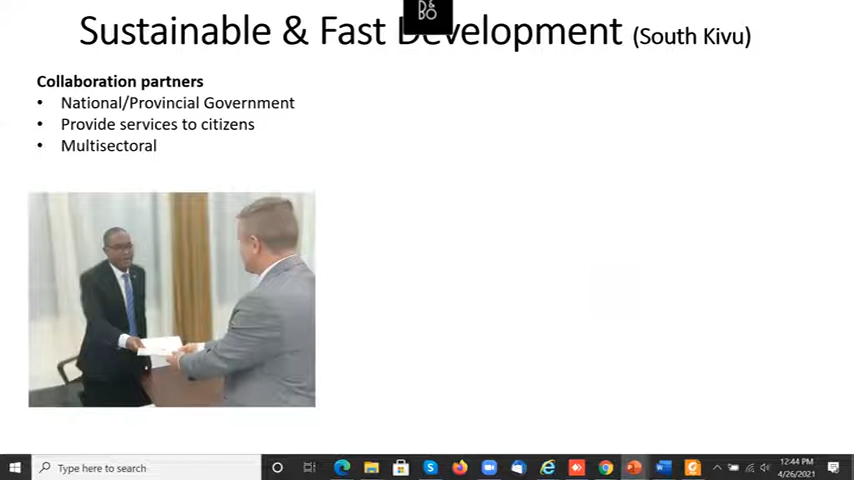 B&
BO
Sustainable & Fast Development (South Kivu)
Collaboration partners
• National/Provincial Government
• Provide services to citizens
• Multisectoral
Type here to search
12:44 PM
4/26/2021